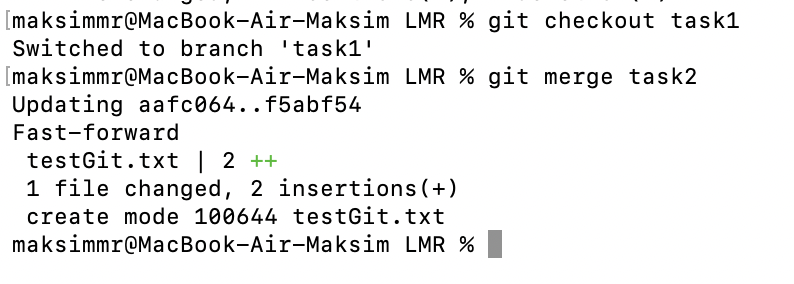 [maksimmr@MacBook-Air-Maksim LMR % git checkout task1
Switched to branch 'task1'
[maksimmr@MacBook-Air-Maksim LMR % git merge task2
Updating aafc064..f5abf54
Fast-forward
 testGit.txt | 2 ++
 1 file changed, 2 insertions(+)
 create mode 100644 testGit.txt
maksimmr@MacBook-Air-Maksim LMR %